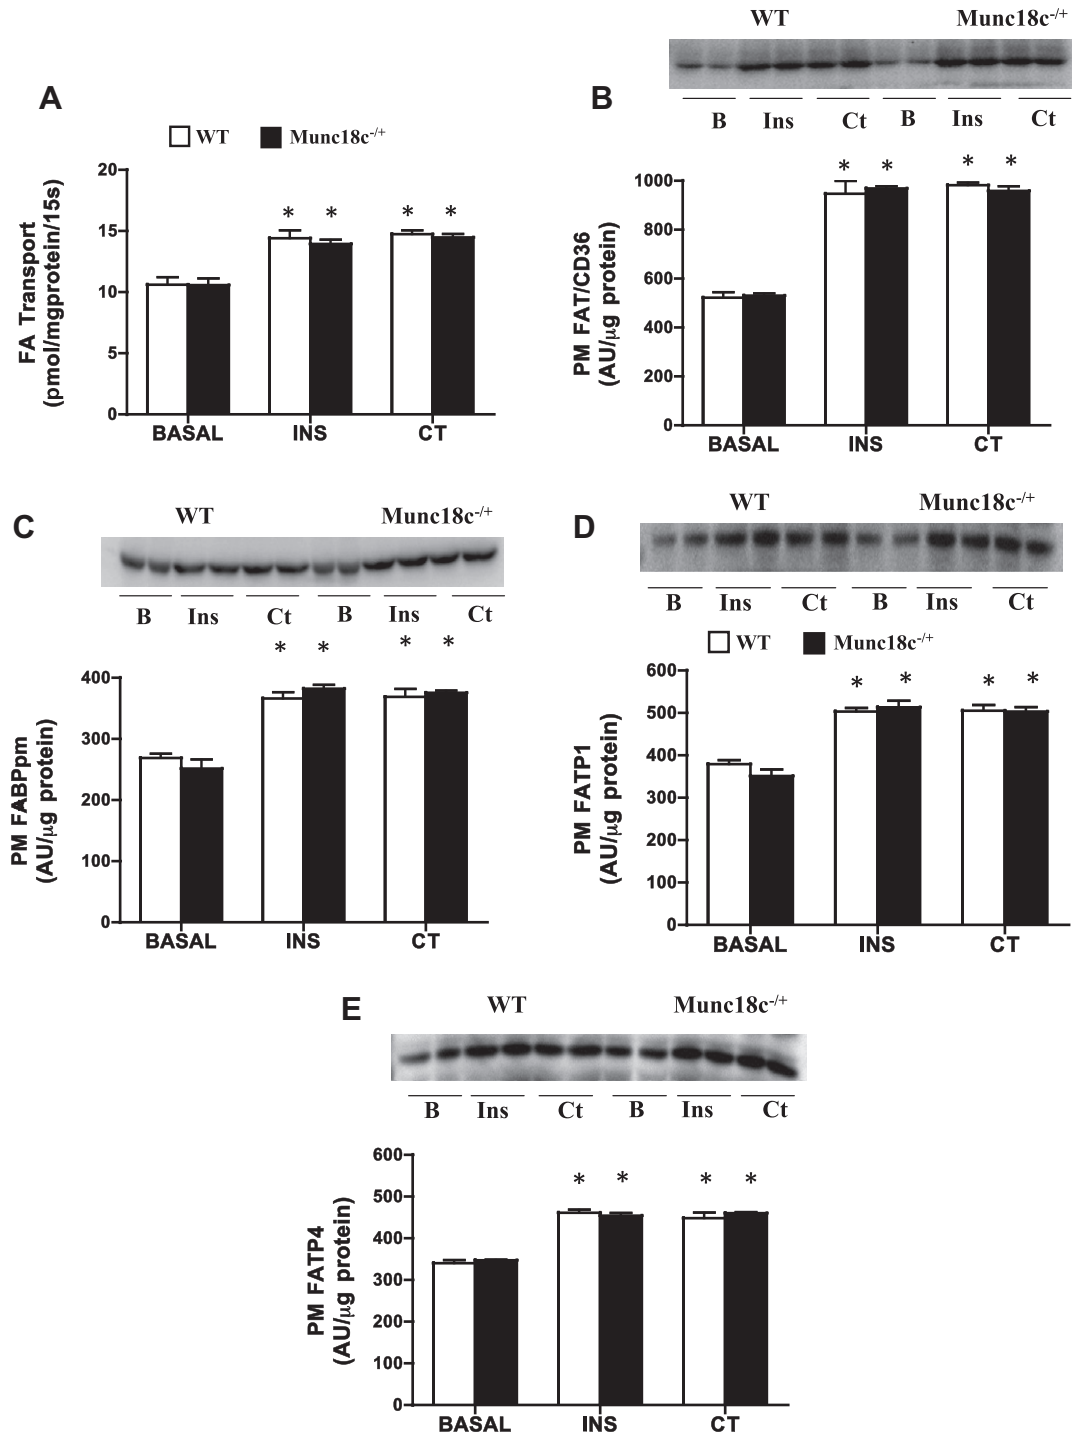 A
WT Munc18c-/+
20
15
10
5
0
FA Transport
(pmol/mgprotein/15s)
BASAL INS CT
B
WT Munc18c-/+
B Ins Ct B Ins Ct
* * * *
1000
800
600
400
200
0
PM FAT/CD36
(AU/μg protein)
BASAL INS CT
* * * *
C
WT Munc18c-/+
B Ins Ct B Ins Ct
* * * *
400
300
200
100
0
PM FABPpm
(AU/μg protein)
BASAL INS CT
D
WT Munc18c-/+
B Ins Ct B Ins Ct
WT Munc18c-/+
* * * *
600
500
400
300
200
100
0
PM FATP1
(AU/μg protein)
BASAL INS CT
E
WT Munc18c-/+
B Ins Ct B Ins Ct
* * * *
600
500
400
300
200
100
0
PM FATP4
(AU/μg protein)
BASAL INS CT